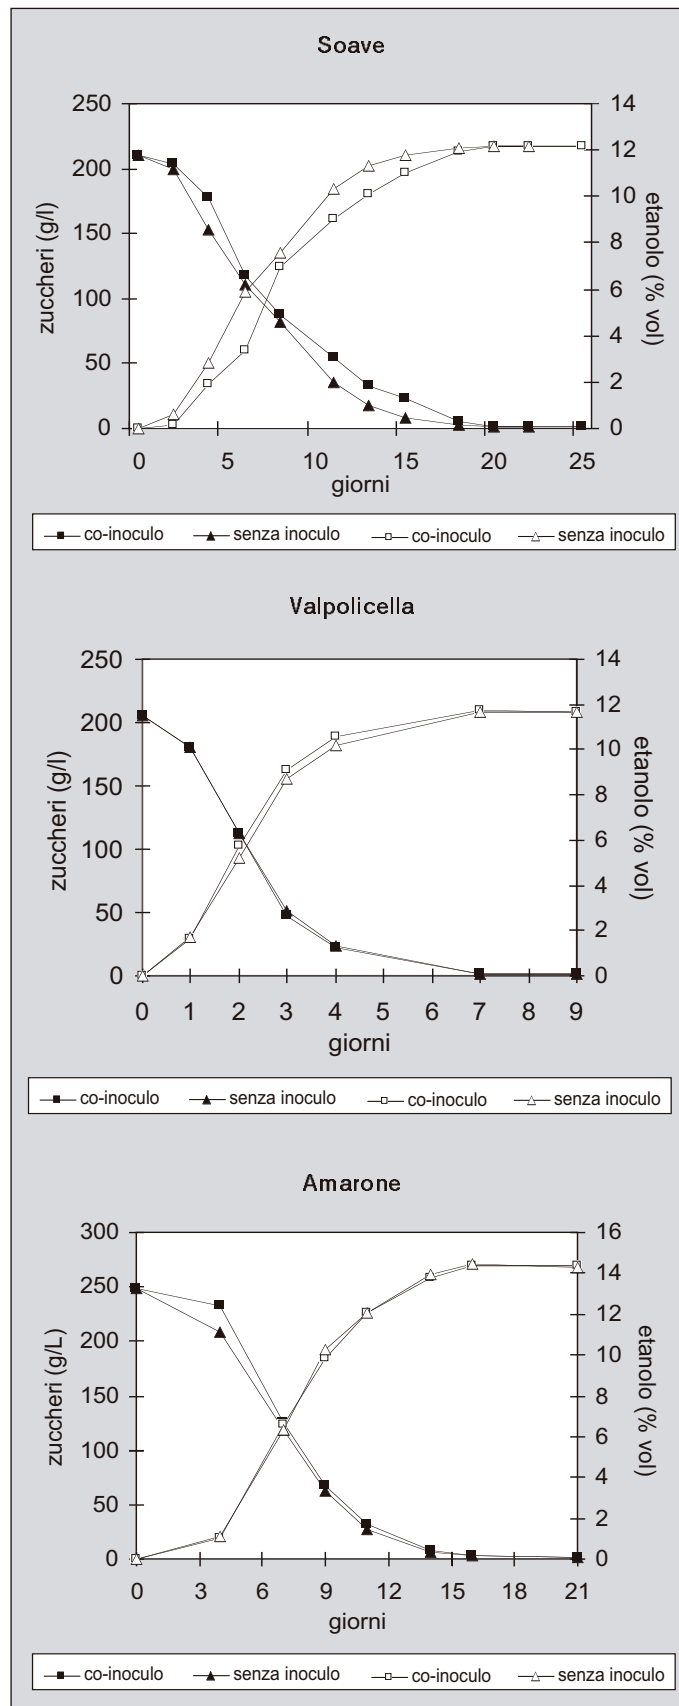 Soave
250
200
150
100
50
0
14
12
10
8
6
4
2
0
zuccheri (g/l)
etanolo (% vol)
0 5 10 15 20 25
giorni
co-inoculo senza inoculo co-inoculo senza inoculo
Valpolicella
250
200
150
100
50
0
14
12
10
8
6
4
2
0
zuccheri (g/l)
etanolo (% vol)
0 1 2 3 4 5 6 7 8 9
giorni
co-inoculo senza inoculo co-inoculo senza inoculo
Amarone
300
250
200
150
100
50
0
16
14
12
10
8
6
4
2
0
zuccheri (g/L)
etanolo (% vol)
0 3 6 9 12 15 18 21
giorni
co-inoculo senza inoculo co-inoculo senza inoculo